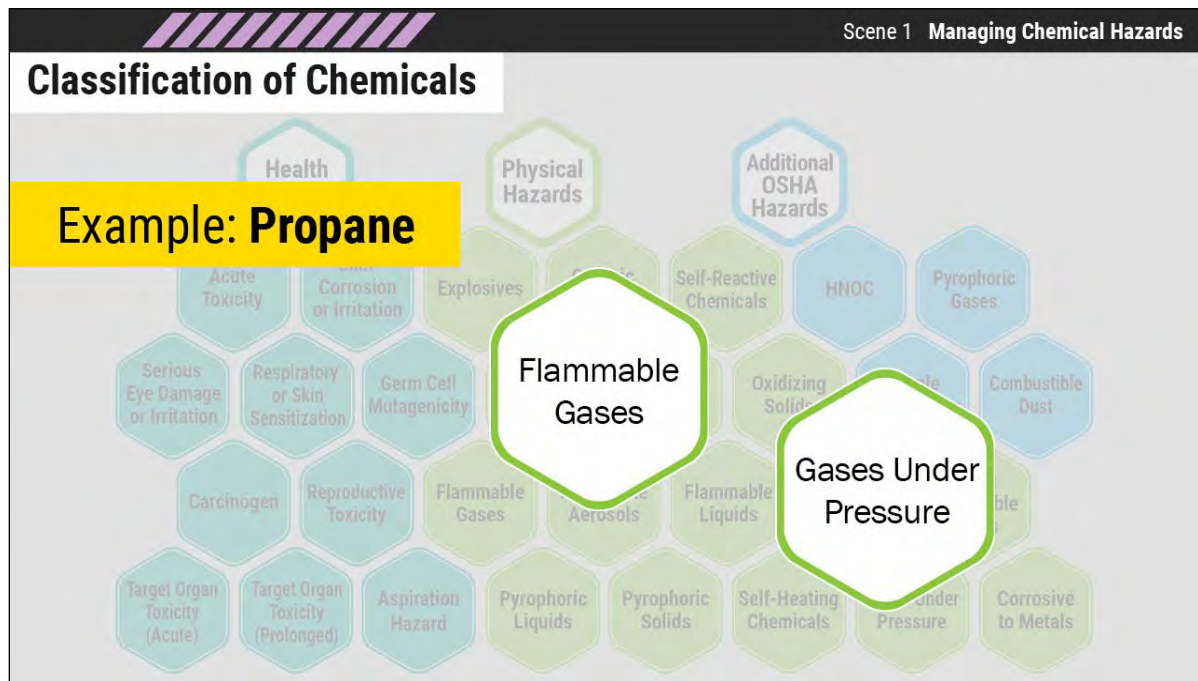 Scene 1 Managing Chemical Hazards
Classification of Chemicals
Health
Physical
Hazards
Additional
OSHA
Hazards
Example: Propane
Acute
Toxicity
Skin
Corrosion
or Irritation
Explosives
Self-Reactive
Chemicals
HNOC
Pyrophoric
Gases
Serious
Eye Damage
or Irritation
Respiratory
or Skin
Sensitization
Germ Cell
Mutagenicity
Flammable
Gases
Oxidizing
Solids
Combustible
Dust
Carcinogen
Reproductive
Toxicity
Flammable
Gases
Aerosols
Flammable
Liquids
Gases Under
Pressure
Target Organ
Toxicity
(Acute)
Target Organ
Toxicity
(Prolonged)
Aspiration
Hazard
Pyrophoric
Liquids
Pyrophoric
Solids
Self-Heating
Chemicals
Under
Pressure
Corrosive
to Metals